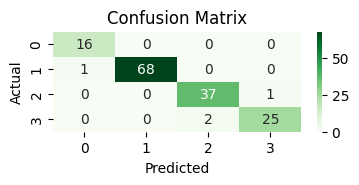 Confusion Matrix
Actual
0 16 0 0 0
1 1 68 0 0
2 0 0 37 1
3 0 0 2 25
0 1 2 3
Predicted
50
25
0